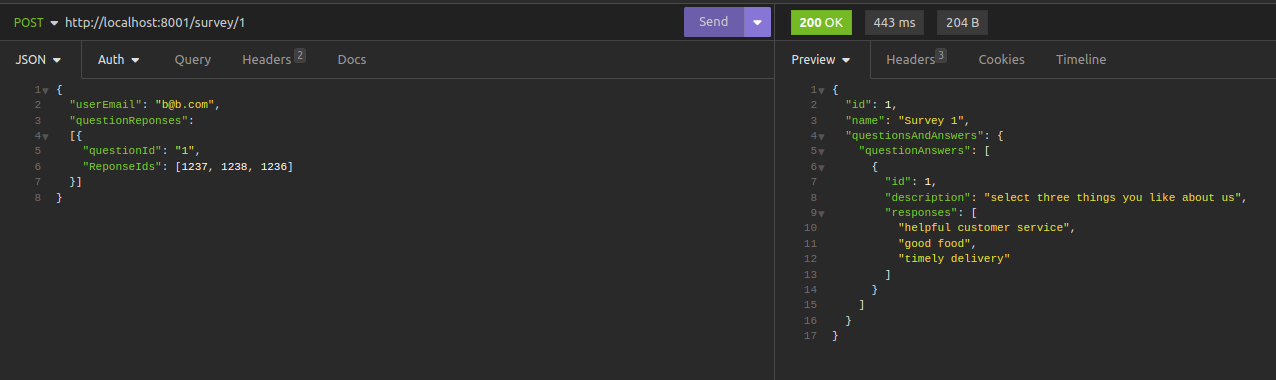 POST http://localhost:8001/survey/1 Send 200 OK 443 ms 204 B
JSON Auth Query Headers 2 Docs Preview Headers 3 Cookies Timeline
1 {
2 "userEmail": "b@b.com",
3 "questionReponses":
4 [{
5 "questionId": "1",
6 "ReponseIds": [1237, 1238, 1236]
7 }]
8 }
1 {
2 "id": 1,
3 "name": "Survey 1",
4 "questionsAndAnswers": {
5 "questionAnswers": [
6 {
7 "id": 1,
8 "description": "select three things you like about us",
9 "responses": [
10 "helpful customer service",
11 "good food",
12 "timely delivery"
13 ]
14 }
15 ]
16 }
17 }